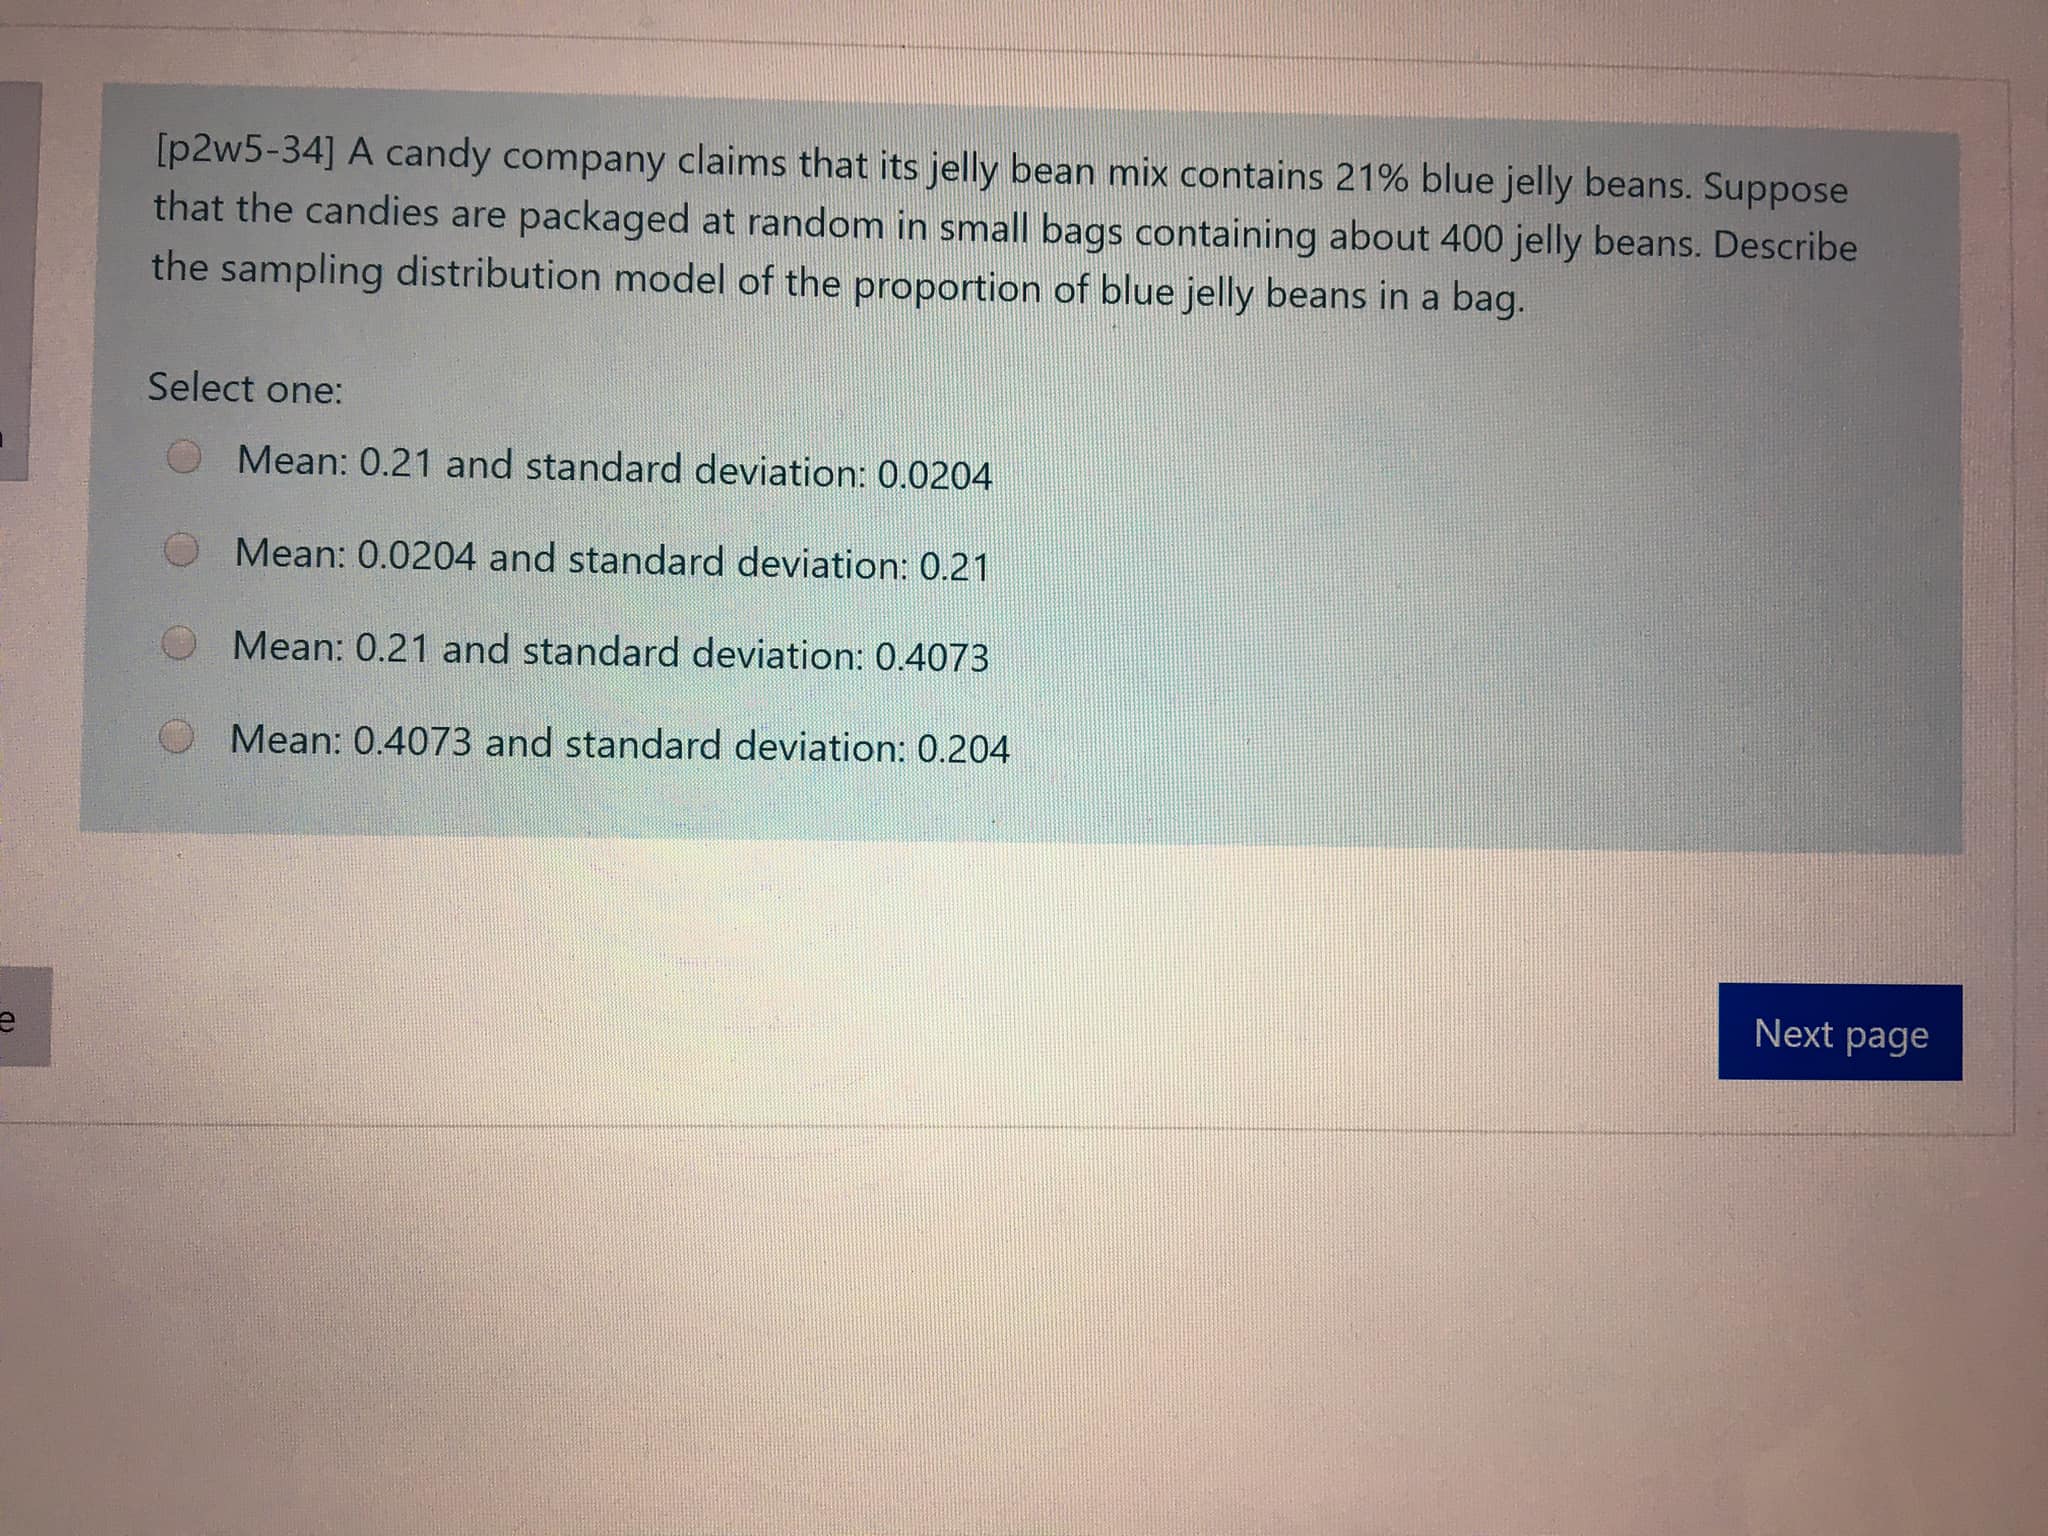 [p2w5-34] A candy company claims that its jelly bean mix contains 21% blue jelly beans. Suppose
that the candies are packaged at random in small bags containing about 400 jelly beans. Describe
the sampling distribution model of the proportion of blue jelly beans in a bag.
Select one:
Mean: 0.21 and standard deviation: 0.0204
Mean: 0.0204 and standard deviation: 0.21
Mean: 0.21 and standard deviation: 0.4073
Mean: 0.4073 and standard deviation: 0.204
e
Next page